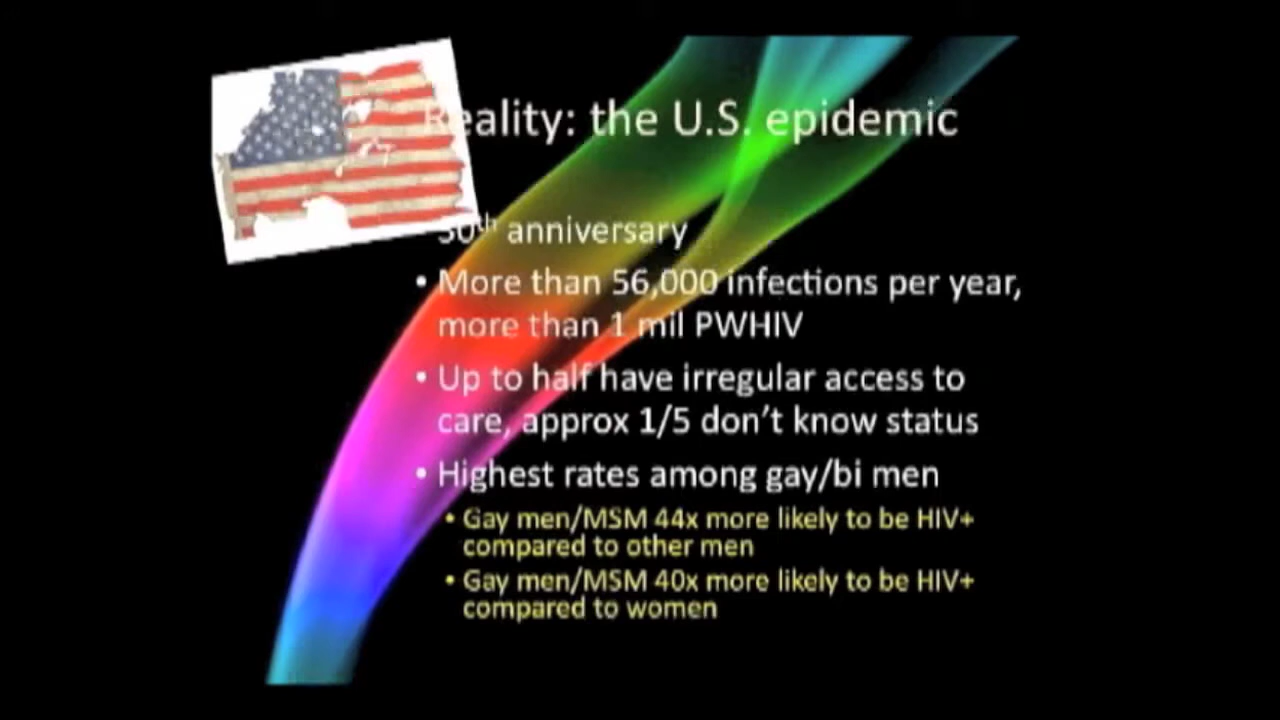 Reality: the U.S. epidemic
30th anniversary
• More than 56,000 infections per year,
more than 1 mil PWHIV
• Up to half have irregular access to
care, approx 1/5 don't know status
• Highest rates among gay/bi men
• Gay men/MSM 44x more likely to be HIV+
compared to other men
• Gay men/MSM 40x more likely to be HIV+
compared to women